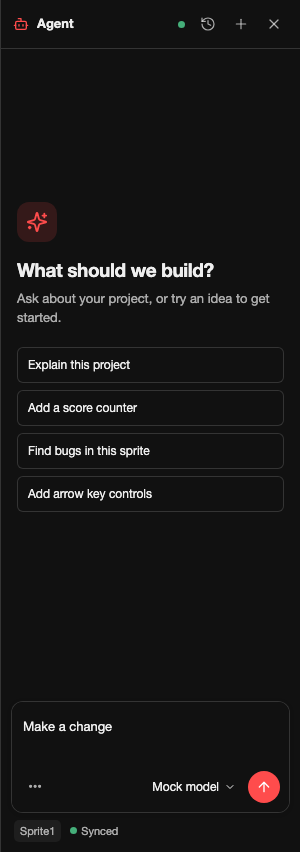 Agent
What should we build?
Ask about your project, or try an idea to get
started.
Explain this project
Add a score counter
Find bugs in this sprite
Add arrow key controls
Make a change
Mock model
Sprite1
Synced